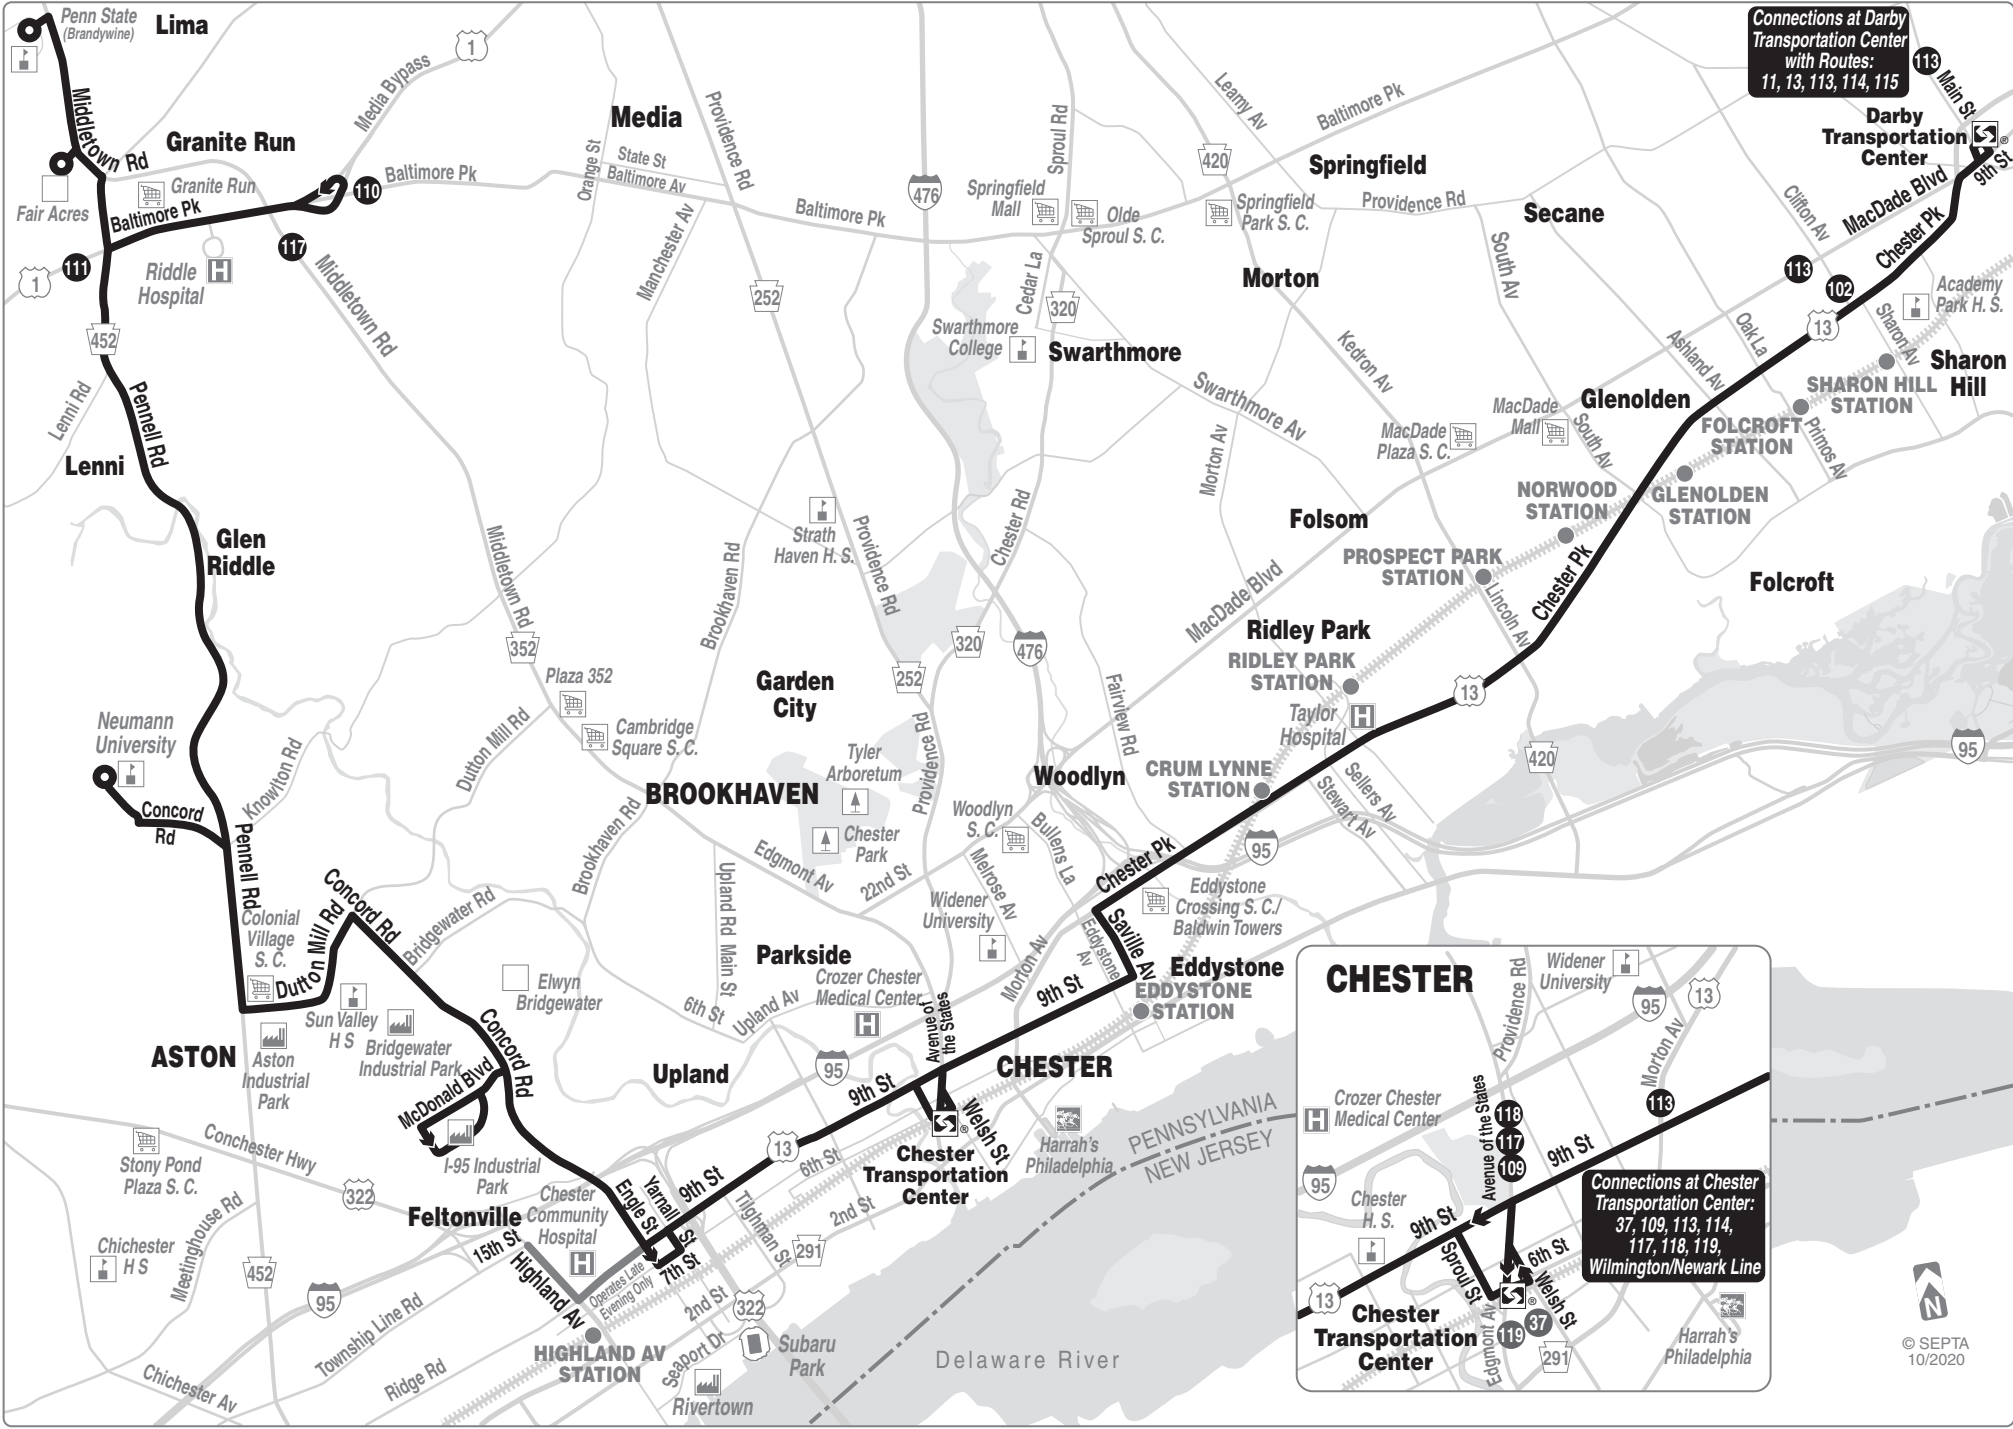 Penn State
(Brandywine)
Lima
1
Media Bypass
Middletown Rd
Granite Run
Granite Run
Fair Acres
Baltimore Pk
110
Baltimore Pk
111
1
117
Riddle
Hospital
Middletown Rd
452
Lenni Rd
Pennell Rd
Lenni
Glen
Riddle
Media
Orange St
State St
Baltimore Av
Providence Rd
Manchester Av
Baltimore Pk
252
476
Springfield
Mall
Sproul Rd
Olde
Sproul S. C.
Cedar La
320
Swarthmore
College
Swarthmore
Leamy Av
Baltimore Pk
420
Springfield
Springfield
Park S. C.
Providence Rd
Secane
Morton
South Av
Kedron Av
Swarthmore Av
Morton Av
Connections at Darby
Transportation Center
with Routes:
11, 13, 113, 114, 115
113
Main St
Darby
Transportation
Center
®
9th St
MacDade Blvd
Chester Pk
Clifton Av
113
102
13
Academy
Park H. S.
Sharon Av
Oak La
Ashland Av
Sharon
Hill
SHARON HILL
STATION
Glenolden
FOLCROFT
STATION
Primos Av
MacDade
Mall
South Av
MacDade
Plaza S. C.
NORWOOD
STATION
GLENOLDEN
STATION
Folsom
PROSPECT PARK
STATION
Lincoln Av
Chester Pk
Folcroft
MacDade Blvd
Ridley Park
RIDLEY PARK
STATION
13
Taylor
Hospital
420
95
Strath
Haven H. S.
Providence Rd
Chester Rd
Brookhaven Rd
Middletown Rd
352
320
476
252
Fairview Rd
Plaza 352
Garden
City
Cambridge
Square S. C.
Dutton Mill Rd
Neumann
University
Concord
Rd
Knowlton Rd
Pennell Rd
BROOKHAVEN
Tyler
Arboretum
Chester
Park
Providence Rd
Woodlyn
Woodlyn
S. C.
CRUM LYNNE
STATION
Sellers Av
Stewart Av
95
Bullens La
Chester Pk
Melrose Av
Edgmont Av
22nd St
Brookhaven Rd
Upland Rd
Main St
Widener
University
Eddystone
Crossing S. C./
Baldwin Towers
Saville Av
Eddystone
Av
Eddystone
EDDYSTONE
STATION
Morton Av
9th St
Colonial
Village
S. C.
Dutton Mill Rd
Concord Rd
Bridgewater Rd
Elwyn
Bridgewater
Parkside
Crozer Chester
Medical Center
6th St
Upland Av
Avenue of
the States
Sun Valley
H S
Bridgewater
Industrial Park
ASTON
Aston
Industrial
Park
Concord Rd
McDonald Blvd
I-95 Industrial
Park
Upland
95
9th St
CHESTER
Welsh St
®
Chester
Transportation
Center
Harrah's
Philadelphia
PENNSYLVANIA
NEW JERSEY
Conchester Hwy
Stony Pond
Plaza S. C.
322
Feltonville
Chester
Community
Hospital
Engle St
Yarnall
St
9th St
13
6th St
2nd St
Tilghman St
291
7th St
Meetinghouse Rd
Chichester
H S
452
95
15th St
Highland Av
Operates Late
Evening Only
2nd St
322
Township Line Rd
Ridge Rd
Chichester Av
HIGHLAND AV
STATION
Seaport Dr
Subaru
Park
Rivertown
Delaware River
CHESTER
Widener
University
Providence Rd
95
13
Morton Av
113
Crozer Chester
Medical Center
Avenue of the States
118
117
109
9th St
95
Chester
H. S.
9th St
Connections at Chester
Transportation Center:
37, 109, 113, 114,
117, 118, 119,
Wilmington/Newark Line
Sproul St
6th St
Welsh St
®
13
Chester
Transportation
Center
Edgmont Av
37
119
291
Harrah's
Philadelphia
N
© SEPTA
10/2020